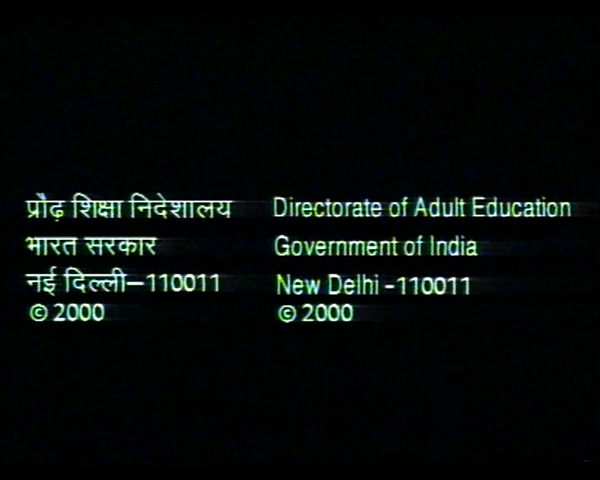 प्रौढ़ शिक्षा निदेशालय
भारत सरकार
नई दिल्ली–110011
© 2000
Directorate of Adult Education
Government of India
New Delhi -110011
© 2000